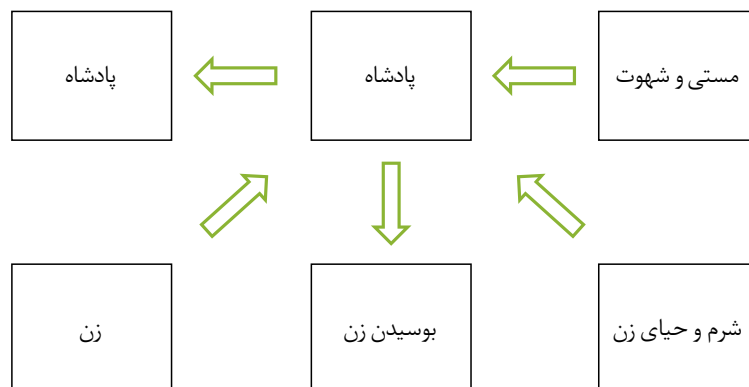 مستی و شهوت
پادشاه
پادشاه
شرم و حیای زن
بوسیدن زن
زن